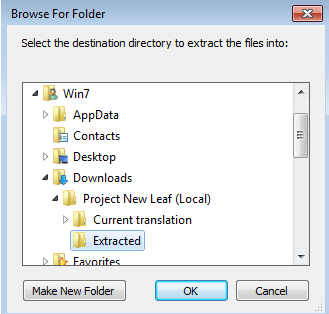 Browse For Folder
Select the destination directory to extract the files into:
Win7
AppData
Contacts
Desktop
Downloads
Project New Leaf (Local)
Current translation
Extracted
Favorites
Make New Folder
OK
Cancel